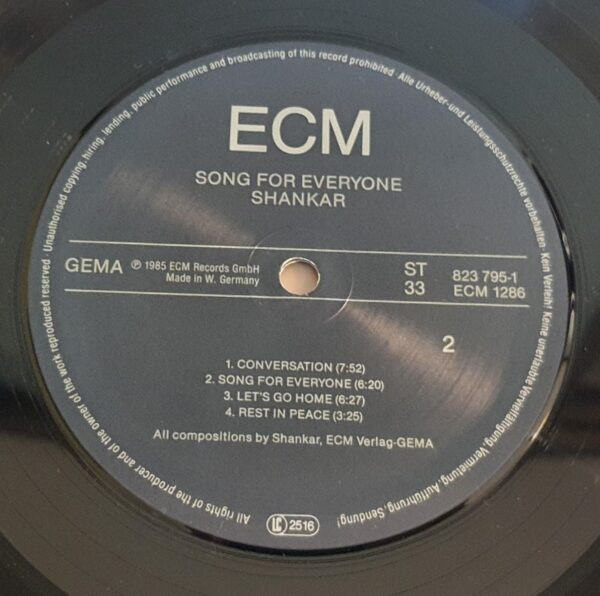 ECM
SONG FOR EVERYONE
SHANKAR
GEMA ℗ 1985 ECM Records GmbH
Made in W. Germany
ST 823 795-1
33 ECM 1286
2
1. CONVERSATION (7:52)
2. SONG FOR EVERYONE (6:20)
3. LET'S GO HOME (6:27)
4. REST IN PEACE (3:25)
All compositions by Shankar, ECM Verlag-GEMA
LC 2516
All rights of the producer and of the owner of the work reproduced reserved Unauthorised copying, hiring, lending, public performance and broadcasting of this record prohibited Alle Urheber-und Leistungsschutzrechte vorbehalten Kein Verleih! Keine unerlaubte Vervielfältigung, Vermietung, Aufführung, Sendung!